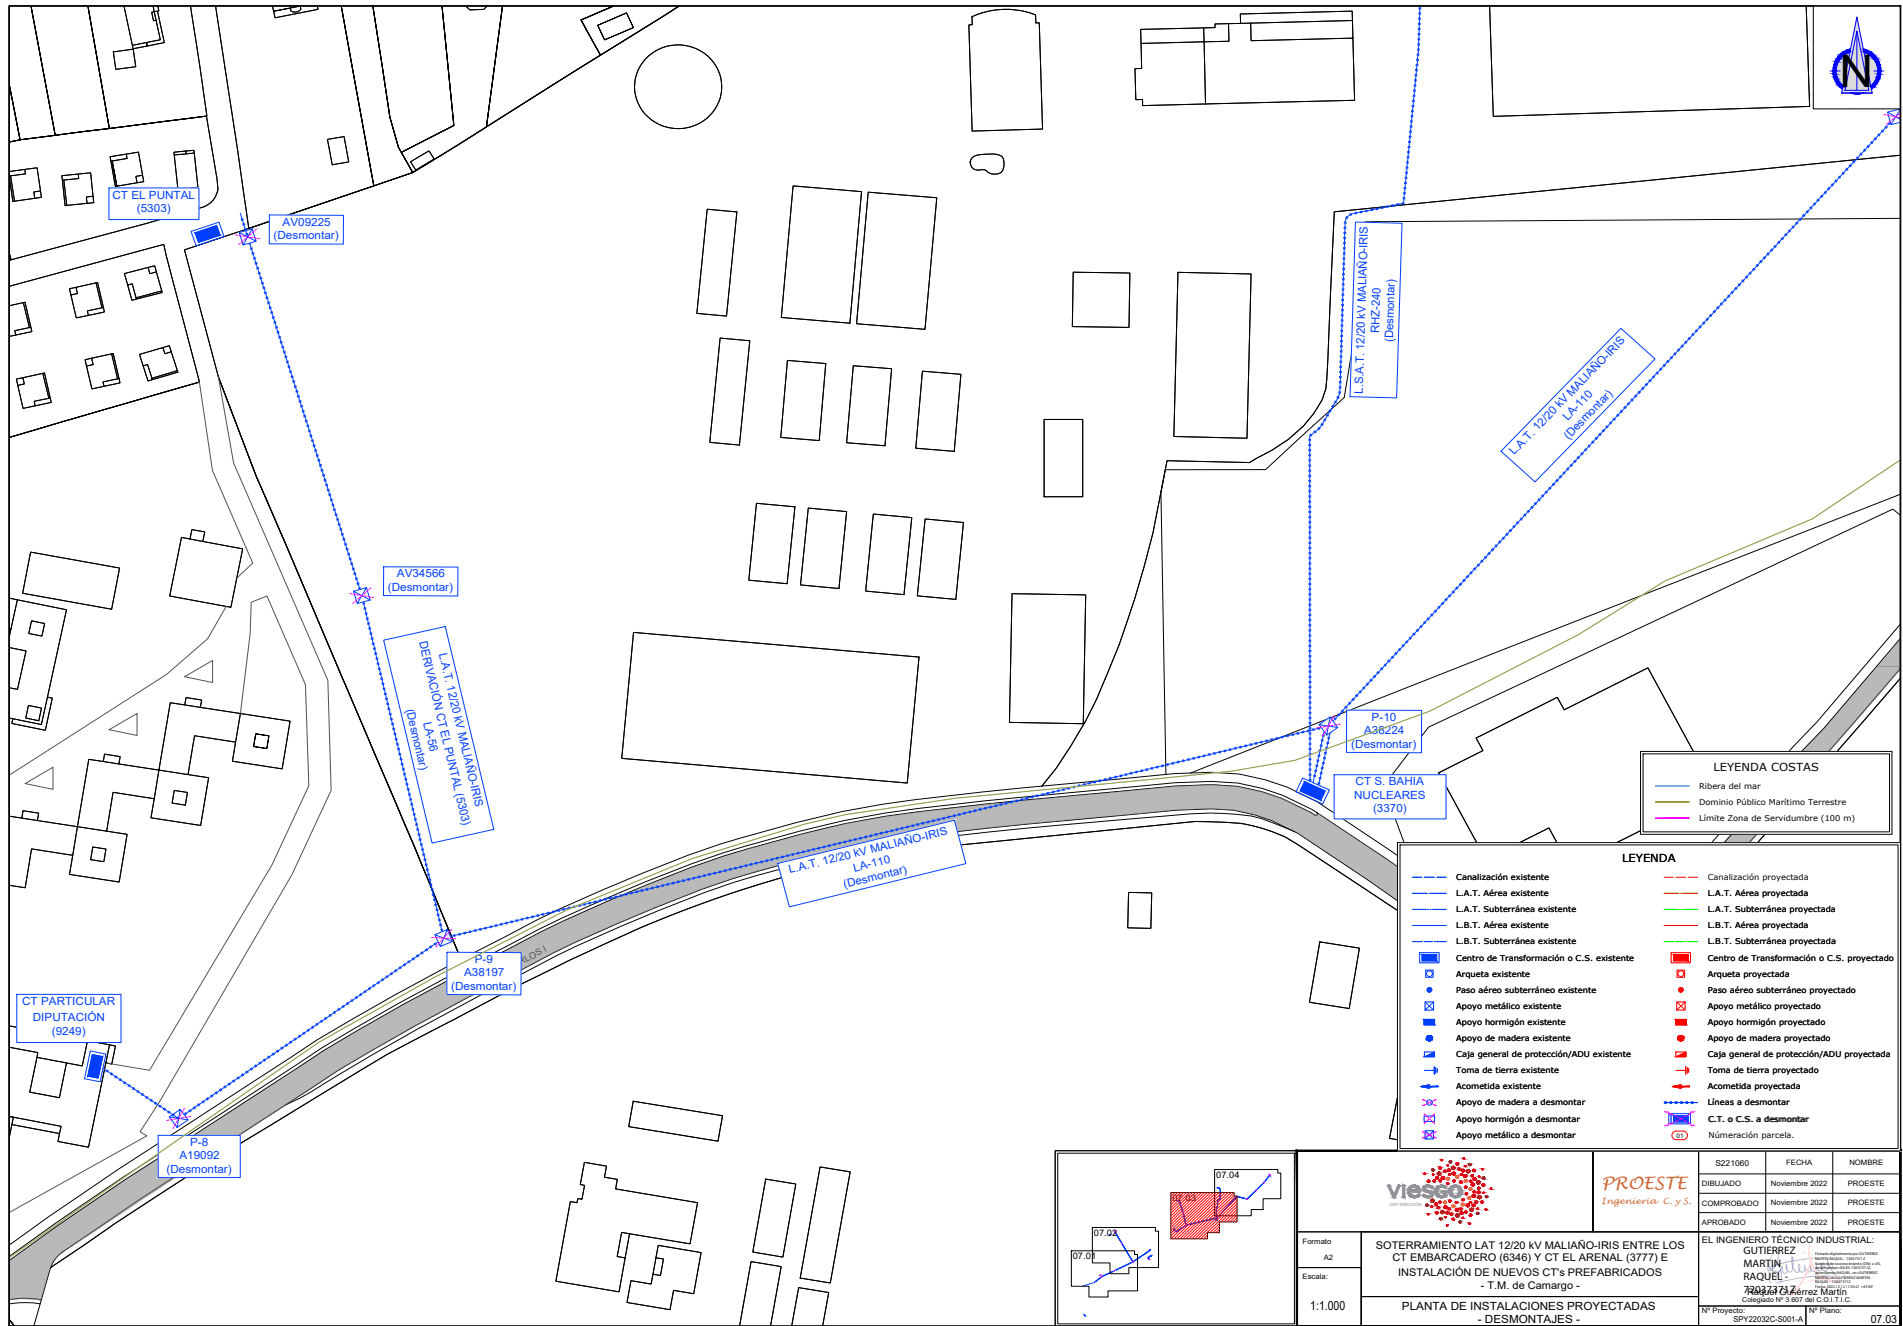 N
CT EL PUNTAL
(5303)
AV09225
(Desmontar)
L.S.A.T. 12/20 kV MALIAÑO-IRIS
RHZ-240
(Desmontar)
L.A.T. 12/20 kV MALIAÑO-IRIS
LA-110
(Desmontar)
AV34566
(Desmontar)
L.A.T. 12/20 kV MALIAÑO-IRIS
DERIVACIÓN CT EL PUNTAL (5303)
LA-56
(Desmontar)
P-10
A38224
(Desmontar)
CT S. BAHIA
NUCLEARES
(3370)
L.A.T. 12/20 kV MALIAÑO-IRIS
LA-110
(Desmontar)
P-9
A38197
(Desmontar)
CT PARTICULAR
DIPUTACIÓN
(9249)
P-8
A19092
(Desmontar)
LEYENDA COSTAS
Ribera del mar
Dominio Público Marítimo Terrestre
Límite Zona de Servidumbre (100 m)
LEYENDA
Canalización existente
L.A.T. Aérea existente
L.A.T. Subterránea existente
L.B.T. Aérea existente
L.B.T. Subterránea existente
Centro de Transformación o C.S. existente
Arqueta existente
Paso aéreo subterráneo existente
Apoyo metálico existente
Apoyo hormigón existente
Apoyo de madera existente
Caja general de protección/ADU existente
Toma de tierra existente
Acometida existente
Apoyo de madera a desmontar
Apoyo hormigón a desmontar
Apoyo metálico a desmontar
Canalización proyectada
L.A.T. Aérea proyectada
L.A.T. Subterránea proyectada
L.B.T. Aérea proyectada
L.B.T. Subterránea proyectada
Centro de Transformación o C.S. proyectado
Arqueta proyectada
Paso aéreo subterráneo proyectado
Apoyo metálico proyectado
Apoyo hormigón proyectado
Apoyo de madera proyectado
Caja general de protección/ADU proyectada
Toma de tierra proyectado
Acometida proyectada
Líneas a desmontar
C.T. o C.S. a desmontar
01 Númeración parcela.
07.04
07.03
07.02
07.01
viesgo
DISTRIBUCIÓN
PROESTE
Ingeniería C. y S.
S221060 FECHA NOMBRE
DIBUJADO Noviembre 2022 PROESTE
COMPROBADO Noviembre 2022 PROESTE
APROBADO Noviembre 2022 PROESTE
Formato
A2
Escala:
1:1.000
SOTERRAMIENTO LAT 12/20 kV MALIAÑO-IRIS ENTRE LOS
CT EMBARCADERO (6346) Y CT EL ARENAL (3777) E
INSTALACIÓN DE NUEVOS CT's PREFABRICADOS
- T.M. de Camargo -
PLANTA DE INSTALACIONES PROYECTADAS
- DESMONTAJES -
EL INGENIERO TÉCNICO INDUSTRIAL:
GUTIERREZ
MARTIN
RAQUEL -
72037371Z
Raquel Gutiérrez Martín
Colegiado Nº 3.607 del C.O.I.T.I.C.
Nº Proyecto:
SPY22032C-S001-A
Nº Plano:
07.03